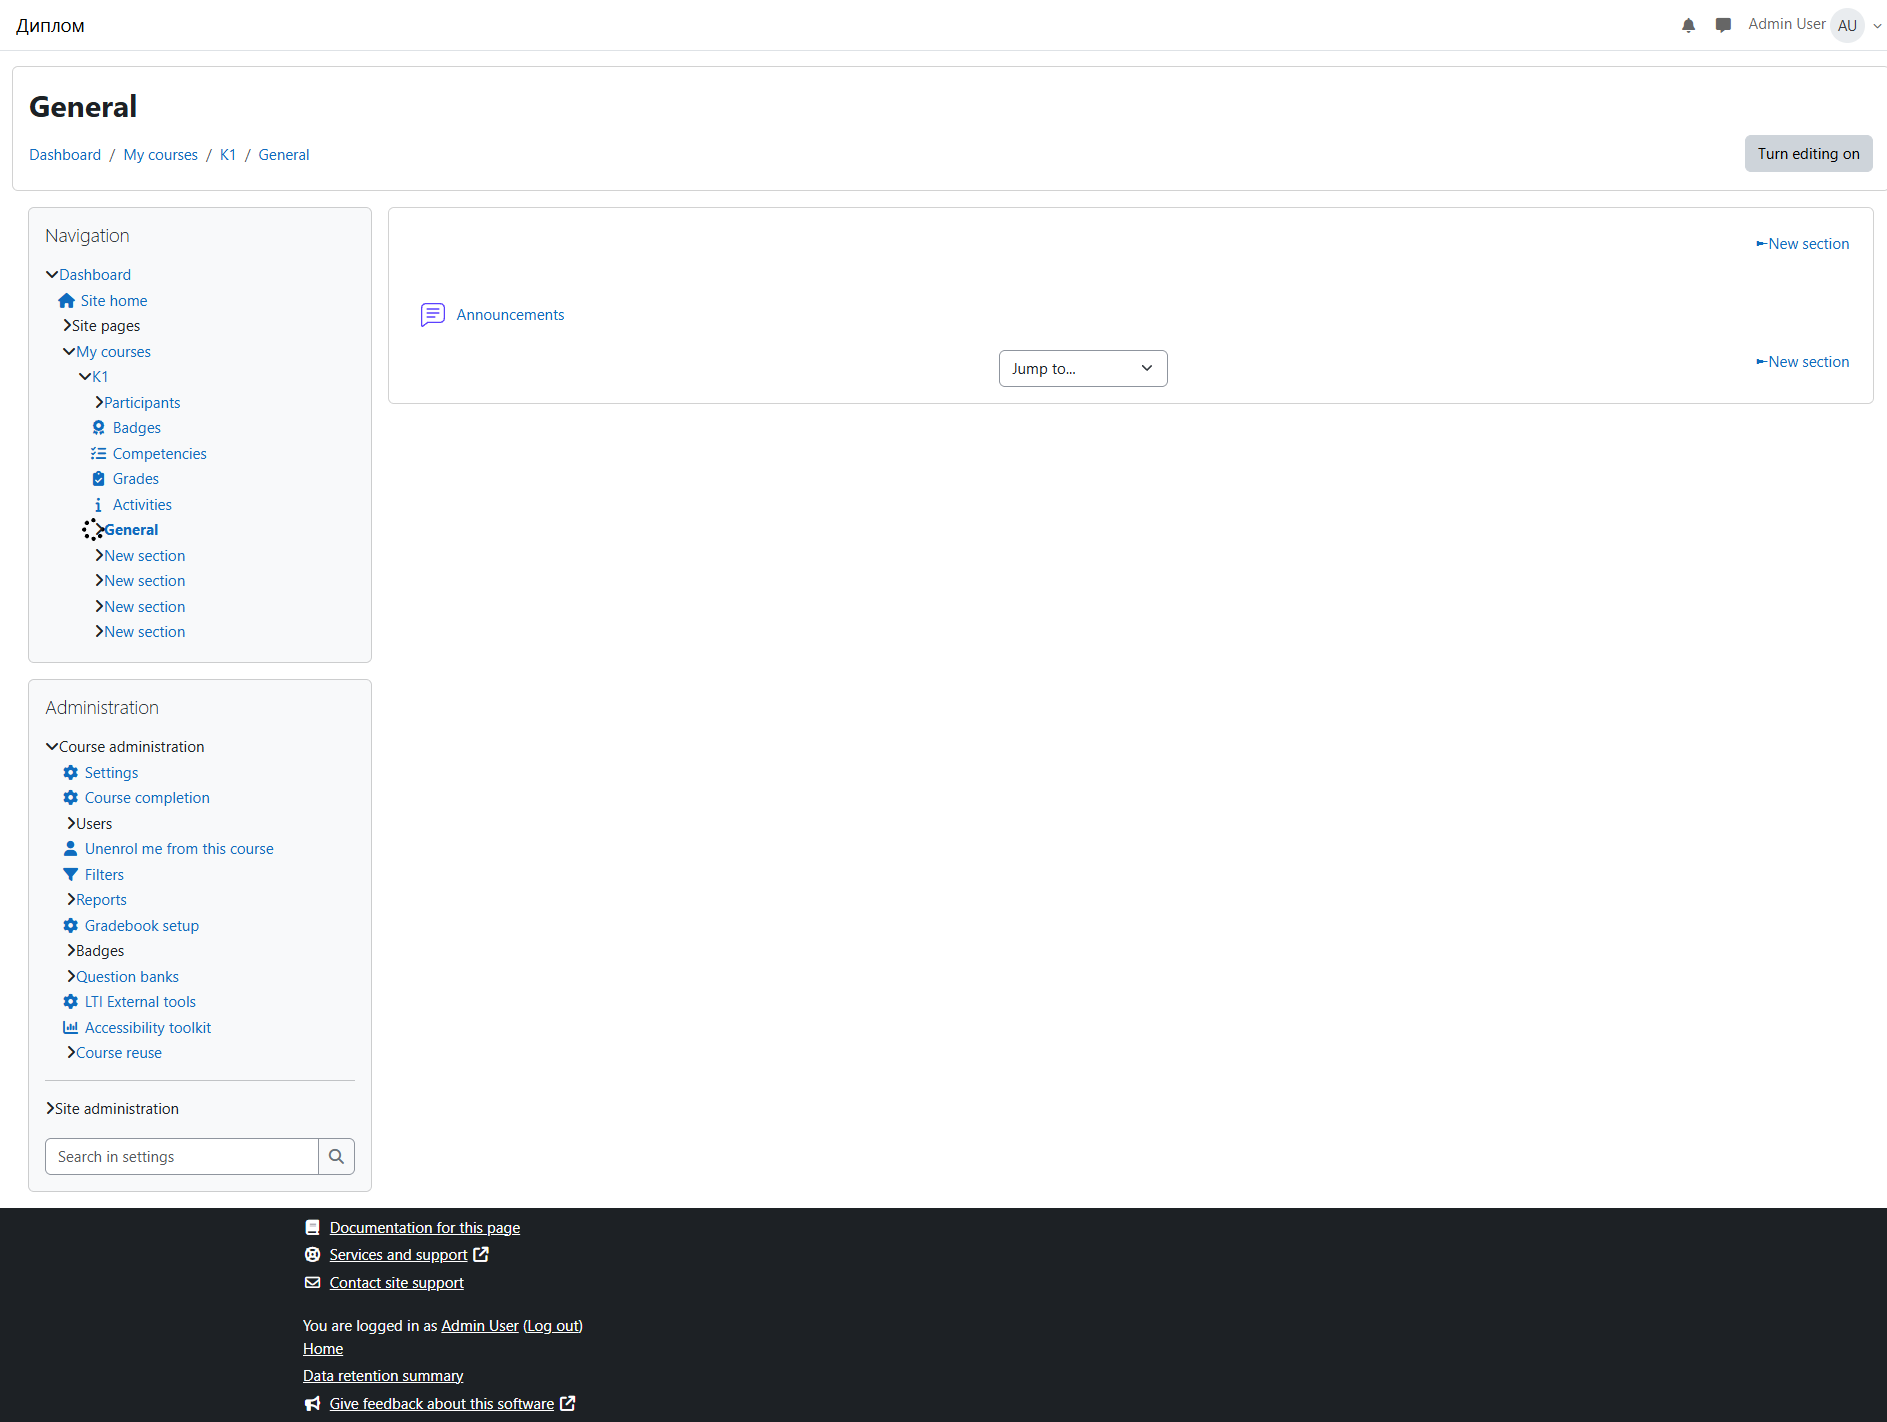 Диплом
Admin User AU
General
Dashboard / My courses / K1 / General
Turn editing on
Navigation
Dashboard
Site home
Site pages
My courses
K1
Participants
Badges
Competencies
Grades
Activities
General
New section
New section
New section
New section
Administration
Course administration
Settings
Course completion
Users
Unenrol me from this course
Filters
Reports
Gradebook setup
Badges
Question banks
LTI External tools
Accessibility toolkit
Course reuse
Site administration
Search in settings
New section
Announcements
Jump to...
New section
Documentation for this page
Services and support
Contact site support
You are logged in as Admin User (Log out)
Home
Data retention summary
Give feedback about this software